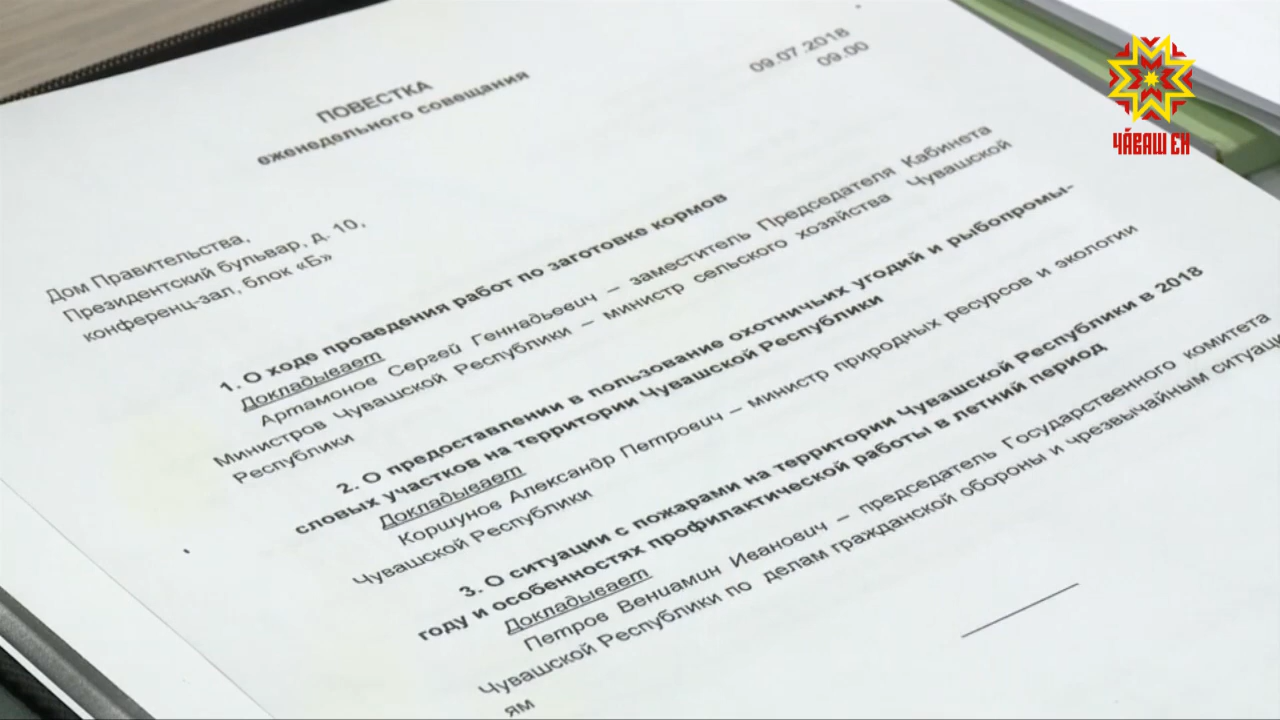 ПОВЕСТКА
еженедельного совещания
09.07.2018
09.00
ЧӐВАШ ЕН
Дом Правительства,
Президентский бульвар, д. 10,
конференц-зал, блок «Б»
1. О ходе проведения работ по заготовке кормов
Докладывает
Артамонов Сергей Геннадьевич – заместитель Председателя Кабинета
Министров Чувашской Республики – министр сельского хозяйства Чувашской
Республики
2. О предоставлении в пользование охотничьих угодий и рыбопромы-
словых участков на территории Чувашской Республики
Докладывает
Коршунов Александр Петрович – министр природных ресурсов и экологии
Чувашской Республики
3. О ситуации с пожарами на территории Чувашской Республики в 2018
году и особенностях профилактической работы в летний период
Докладывает
Петров Вениамин Иванович – председатель Государственного комитета
Чувашской Республики по делам гражданской обороны и чрезвычайным ситуаци
ям